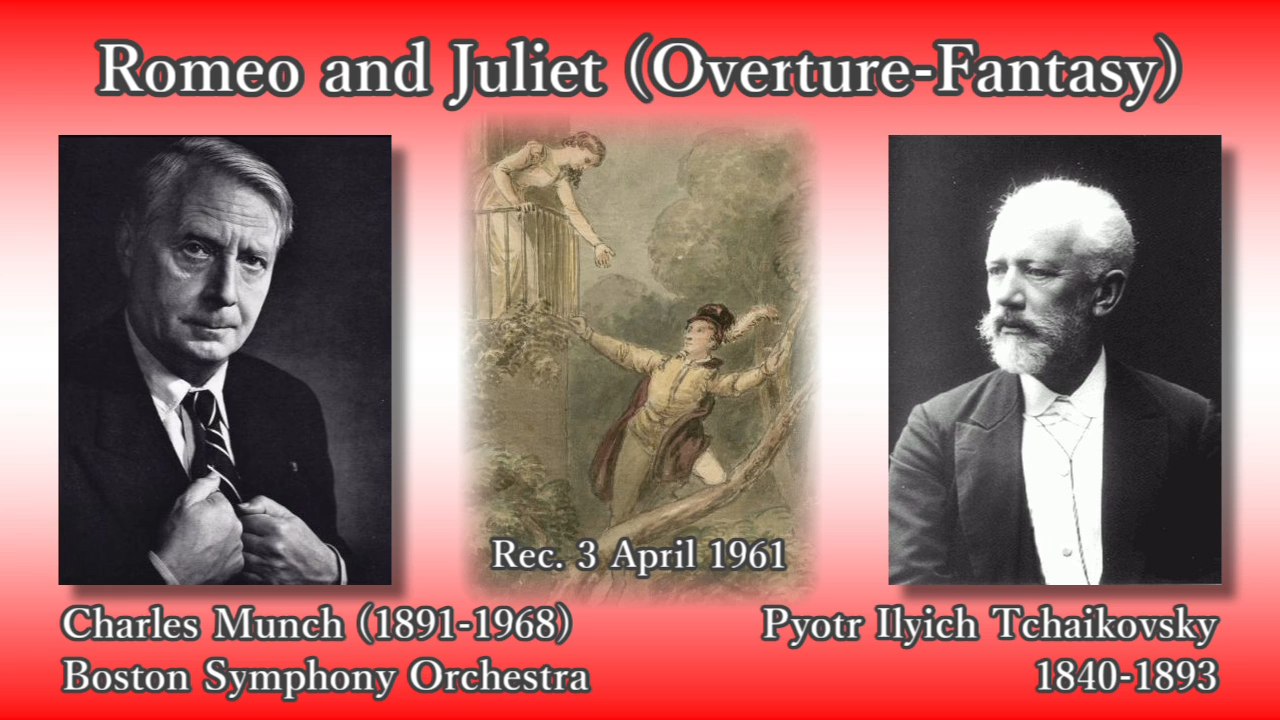 Romeo and Juliet (Overture-Fantasy)
Rec. 3 April 1961
Charles Munch (1891-1968)
Boston Symphony Orchestra
Pyotr Ilyich Tchaikovsky
1840-1893